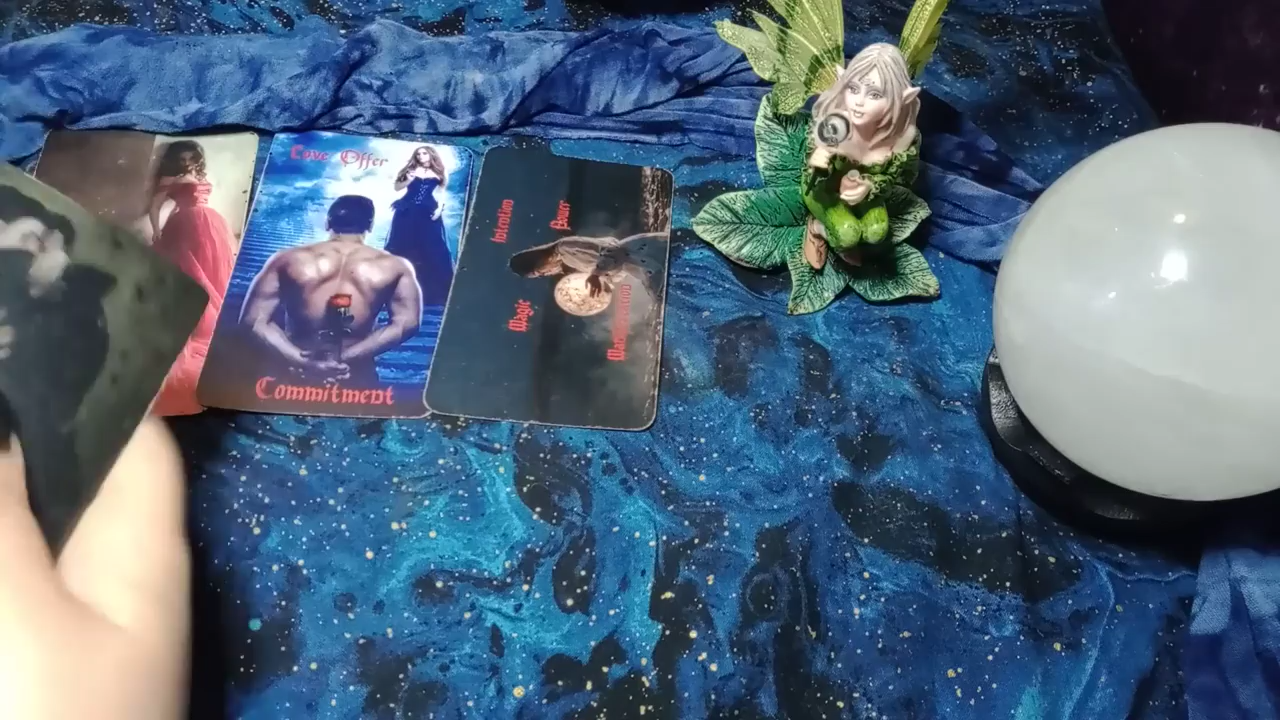 Love Offer
Commitment
Intention
Power
Magic
Manifestation